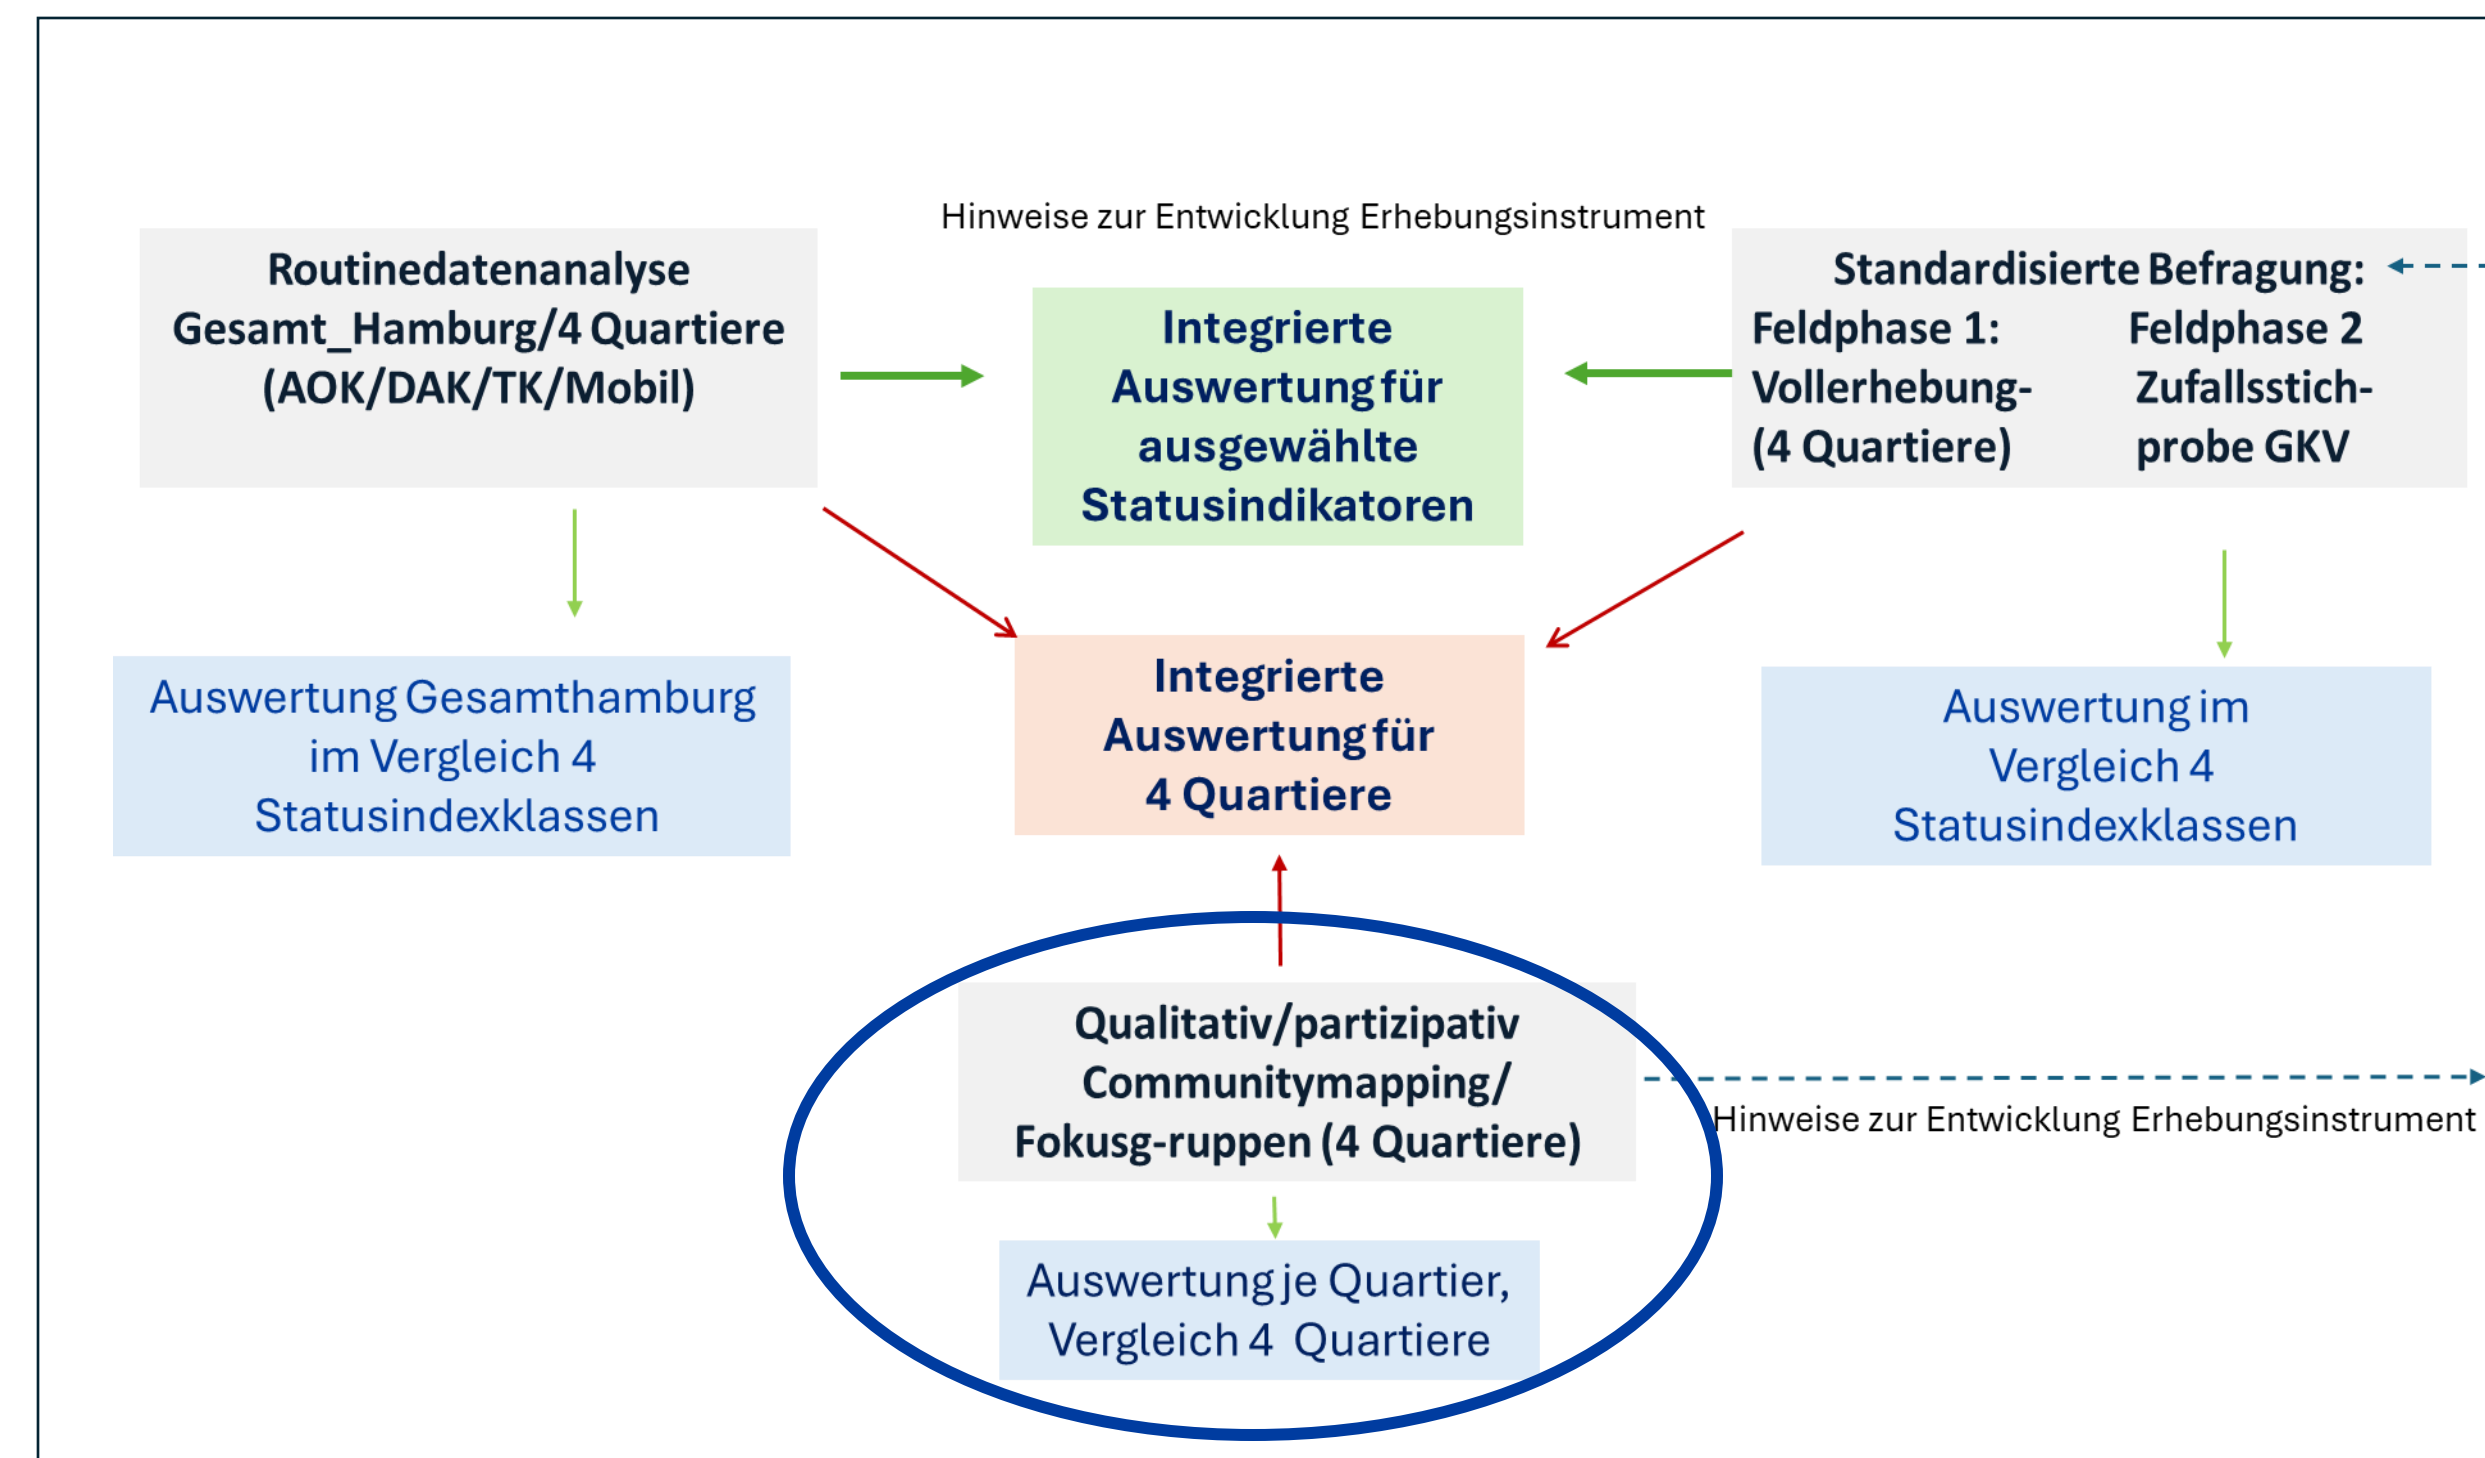 Hinweise zur Entwicklung Erhebungsinstrument
Routinedatenanalyse
Gesamt_Hamburg/4 Quartiere
(AOK/DAK/TK/Mobil)
Integrierte
Auswertung für
ausgewählte
Statusindikatoren
Standardisierte Befragung:
Feldphase 1: Feldphase 2
Vollerhebung- Zufallsstich-
(4 Quartiere) probe GKV
Auswertung Gesamthamburg
im Vergleich 4
Statusindexklassen
Integrierte
Auswertung für
4 Quartiere
Auswertung im
Vergleich 4
Statusindexklassen
Qualitativ/partizipativ
Communitymapping/
Fokusg-ruppen (4 Quartiere)
Hinweise zur Entwicklung Erhebungsinstrument
Auswertung je Quartier,
Vergleich 4 Quartiere